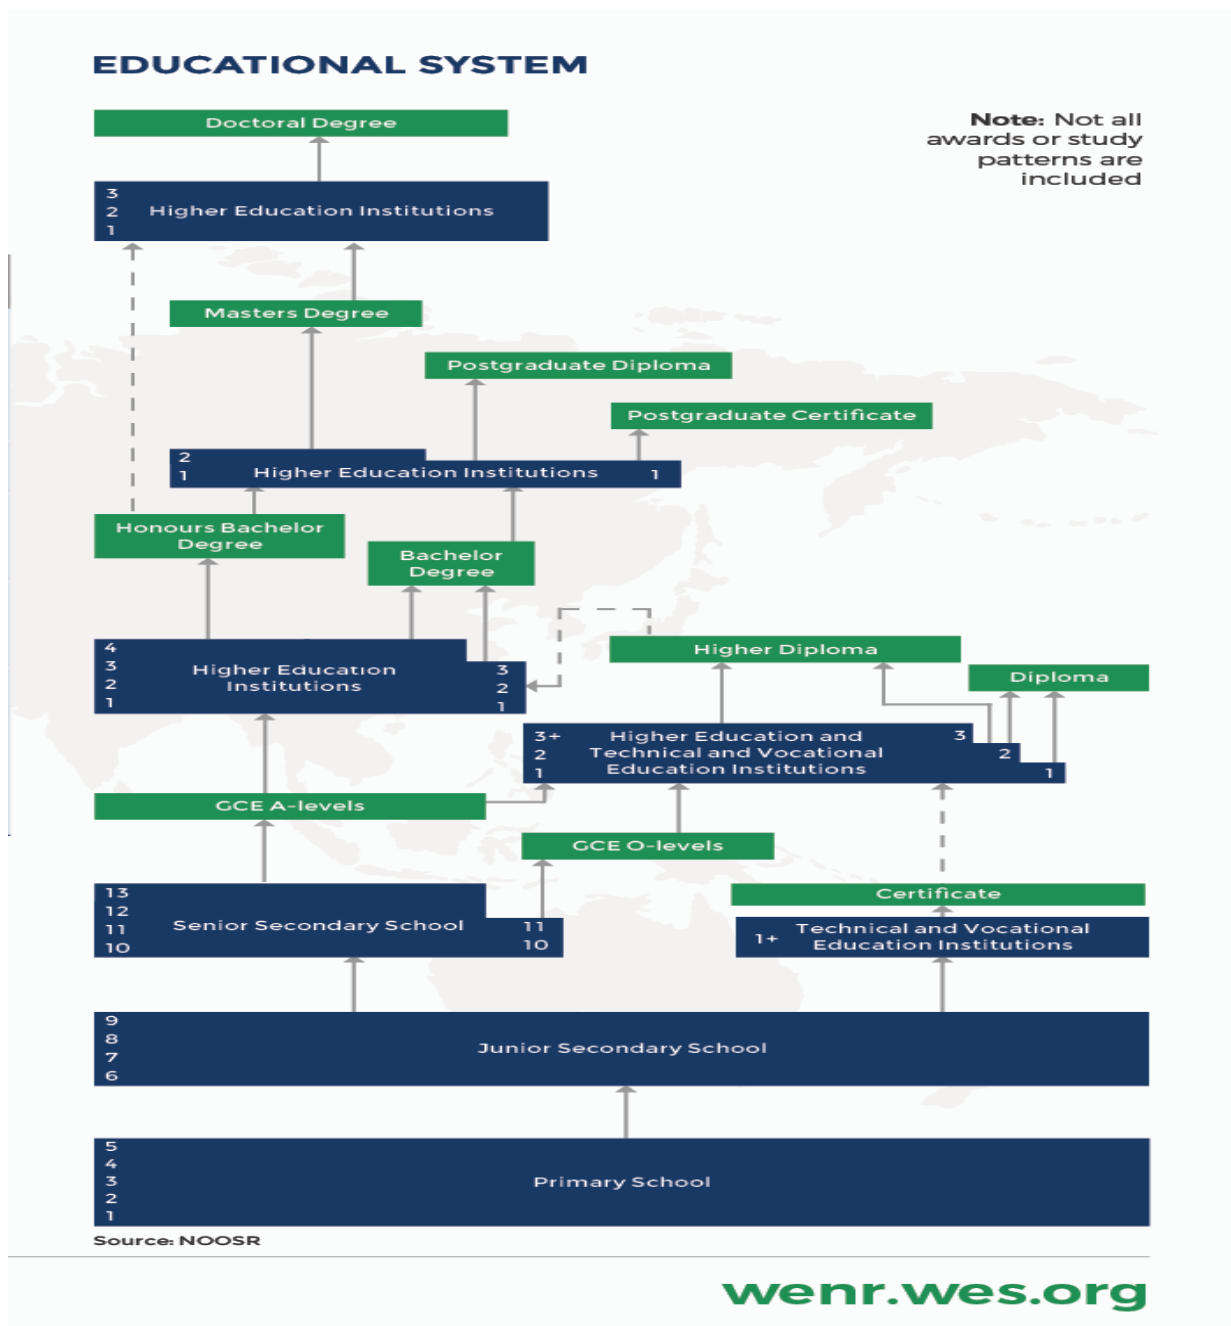 EDUCATIONAL SYSTEM
Doctoral Degree
Note: Not all
awards or study
patterns are
included
3
2 Higher Education Institutions
1
Masters Degree
Postgraduate Diploma
Postgraduate Certificate
2
1 Higher Education Institutions 1
Honours Bachelor
Degree
Bachelor
Degree
4
3 Higher Education 3
2 Institutions 2
1 1
Higher Diploma
Diploma
3+ Higher Education and 3
2 Technical and Vocational 2
1 Education Institutions 1
GCE A-levels
GCE O-levels
Certificate
13
12
11 Senior Secondary School 11
10 10
1+ Technical and Vocational
Education Institutions
9
8
7 Junior Secondary School
6
5
4
3 Primary School
2
1
Source: NOOSR
wenr.wes.org